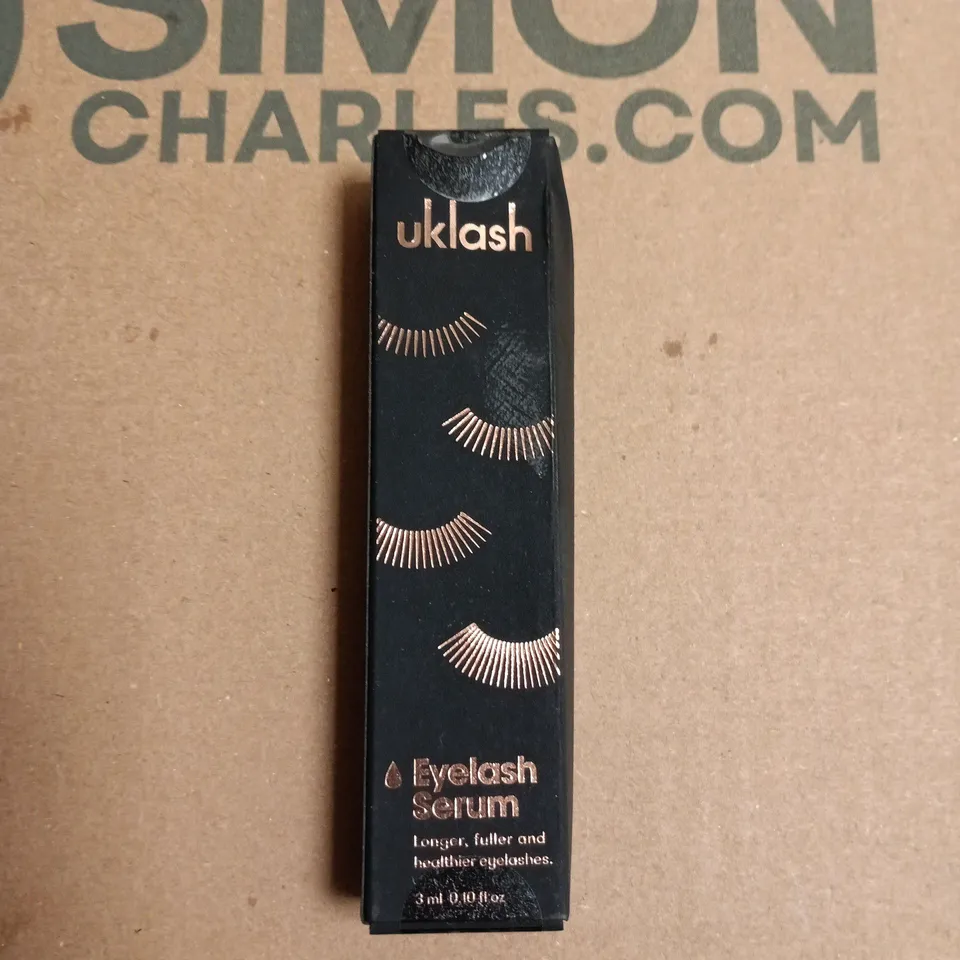 SIMON
CHARLES.COM
uklash
Eyelash
Serum
Longer, fuller and
healthier eyelashes.
3 ml 0.10 fl oz